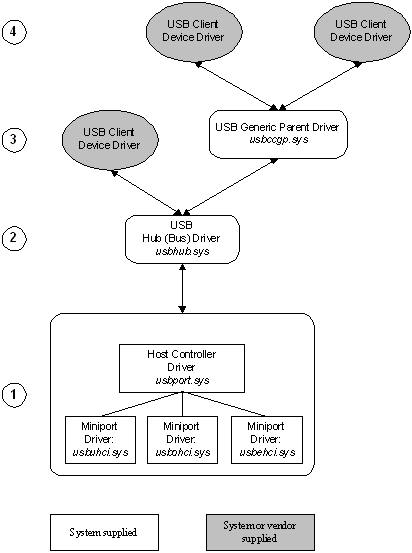 4
USB Client
Device Driver
USB Client
Device Driver
3
USB Client
Device Driver
USB Generic Parent Driver
usbccgp.sys
2
USB
Hub (Bus) Driver
usbhub.sys
1
Host Controller
Driver
usbport.sys
Miniport
Driver:
usbuhci.sys
Miniport
Driver:
usbohci.sys
Miniport
Driver:
usbehci.sys
System supplied
System or vendor
supplied